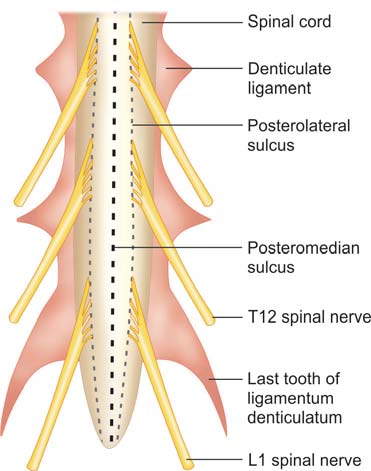 Spinal cord
Denticulate
ligament
Posterolateral
sulcus
Posteromedian
sulcus
T12 spinal nerve
Last tooth of
ligamentum
denticulatum
L1 spinal nerve